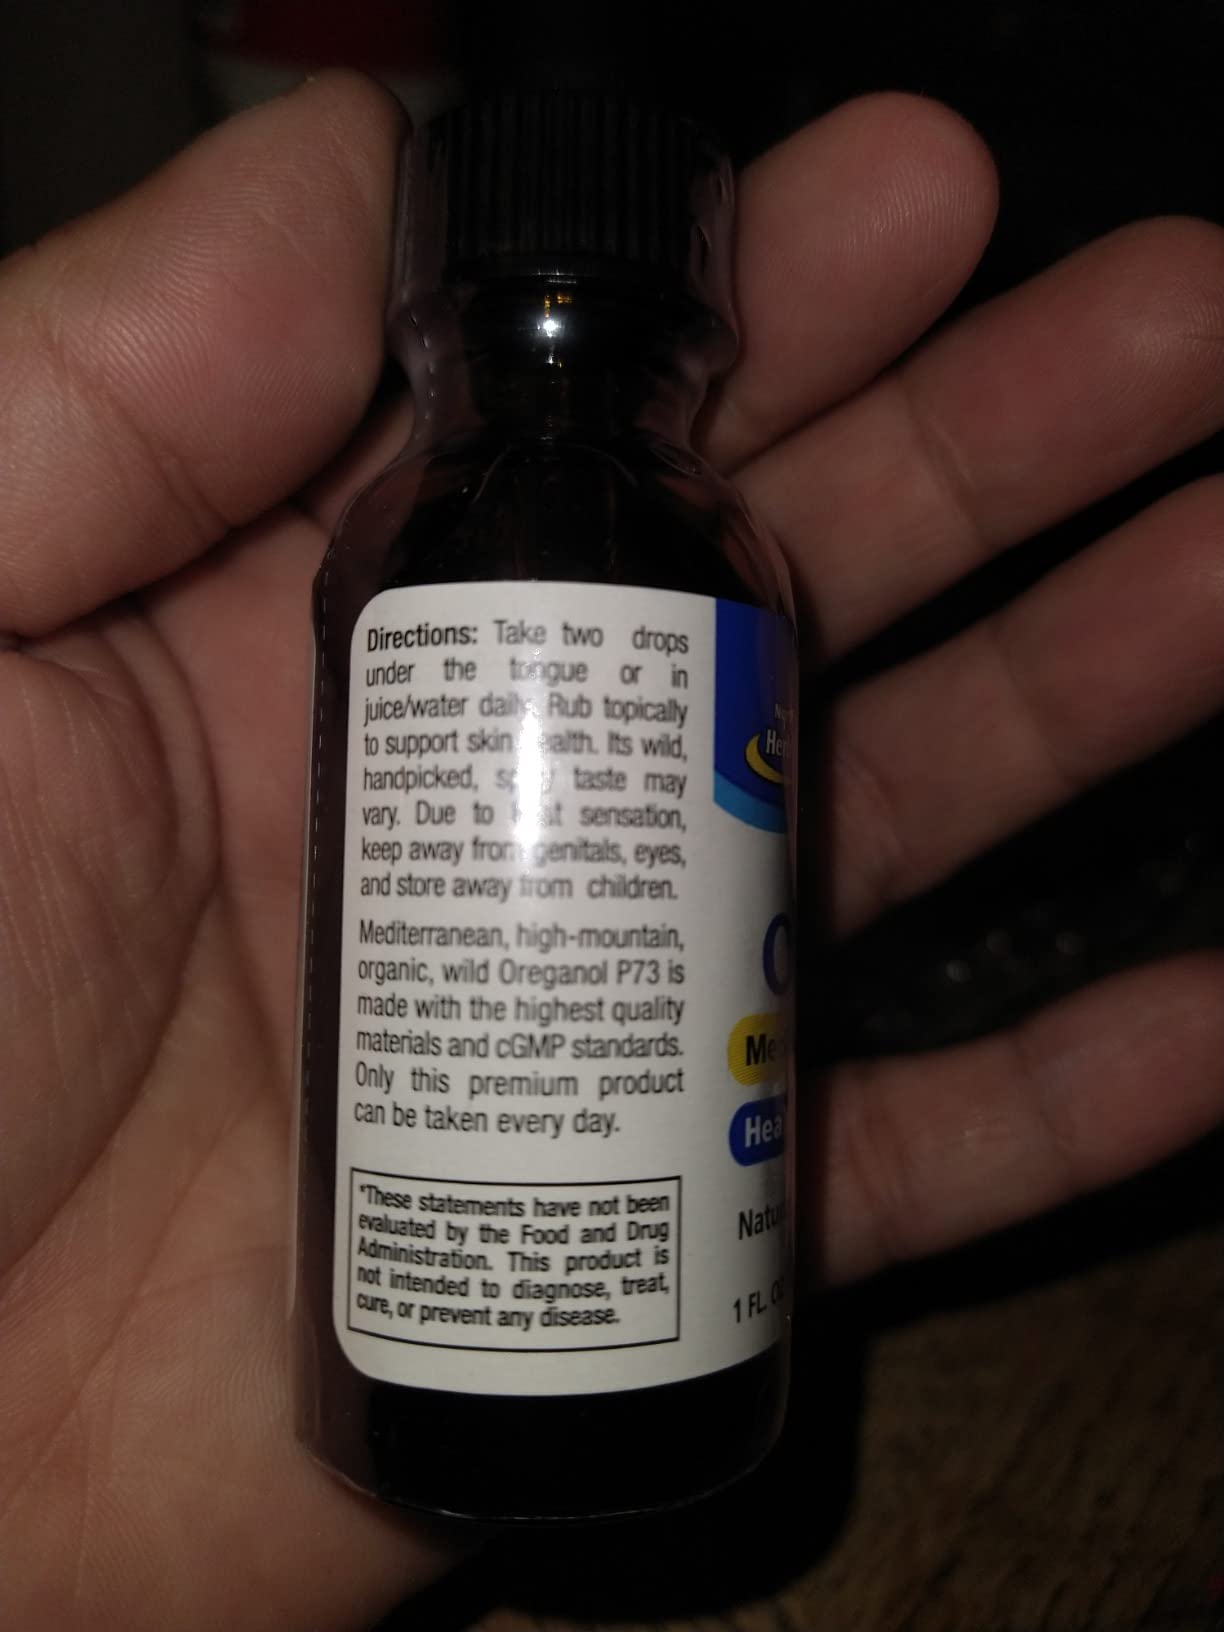 Directions: Take two drops
under the tongue or in
juice/water daily. Rub topically
to support skin health. Its wild,
handpicked, taste may
vary. Due to sensation,
keep away from genitals, eyes,
and store away from children.
Mediterranean, high-mountain,
organic, wild Oreganol P73 is
made with the highest quality
materials and cGMP standards.
Only this premium product
can be taken every day.
*These statements have not been
evaluated by the Food and Drug
Administration. This product is
not intended to diagnose, treat,
cure, or prevent any disease.
1 FL.